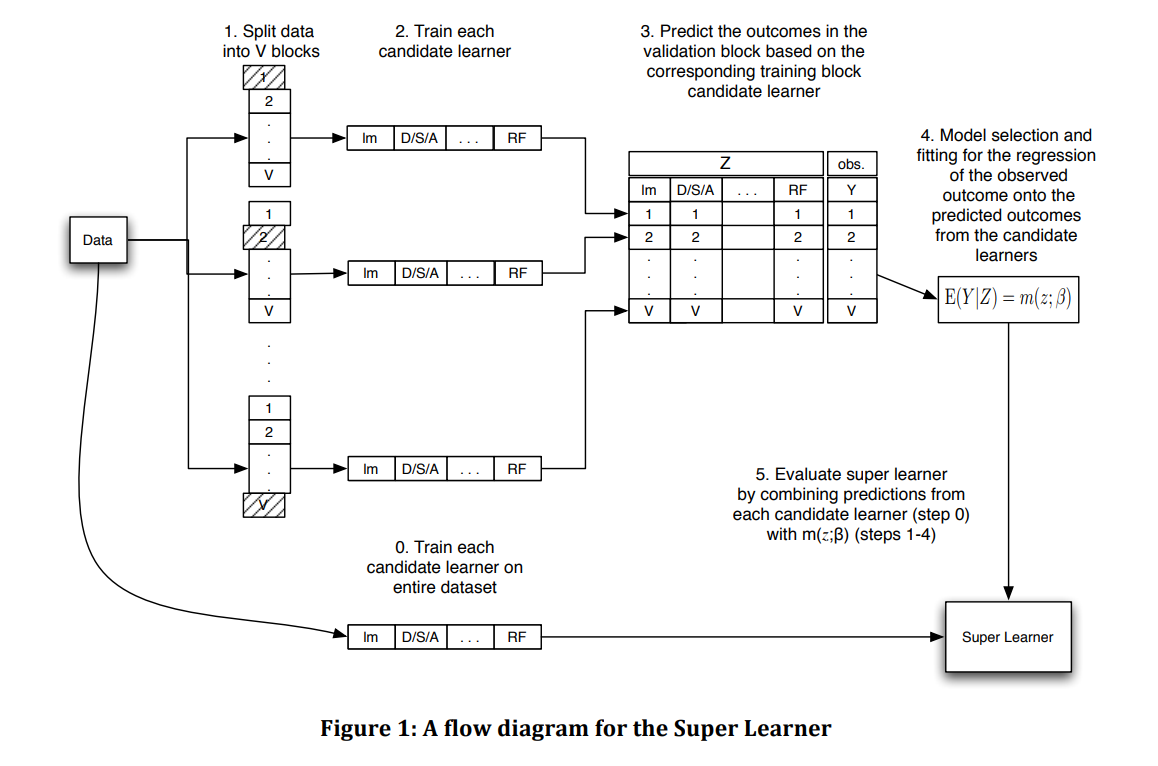 1. Split data
into V blocks
2. Train each
candidate learner
3. Predict the outcomes in the
validation block based on the
corresponding training block
candidate learner
4. Model selection and
fitting for the regression
of the observed
outcome onto the
predicted outcomes
from the candidate
learners
1
2
.
.
.
V
lm D/S/A . . . RF
Z obs.
lm D/S/A . . . RF Y
1 1 1 1
2 2 2 2
. . . .
. . . .
. . . .
V V V V
Data
1
2
.
.
.
V
lm D/S/A . . . RF
E(Y|Z) = m(z; β)
.
.
.
1
2
.
.
.
V
lm D/S/A . . . RF
5. Evaluate super learner
by combining predictions from
each candidate learner (step 0)
with m(z;β) (steps 1-4)
0. Train each
candidate learner on
entire dataset
lm D/S/A . . . RF
Super Learner
Figure 1: A flow diagram for the Super Learner